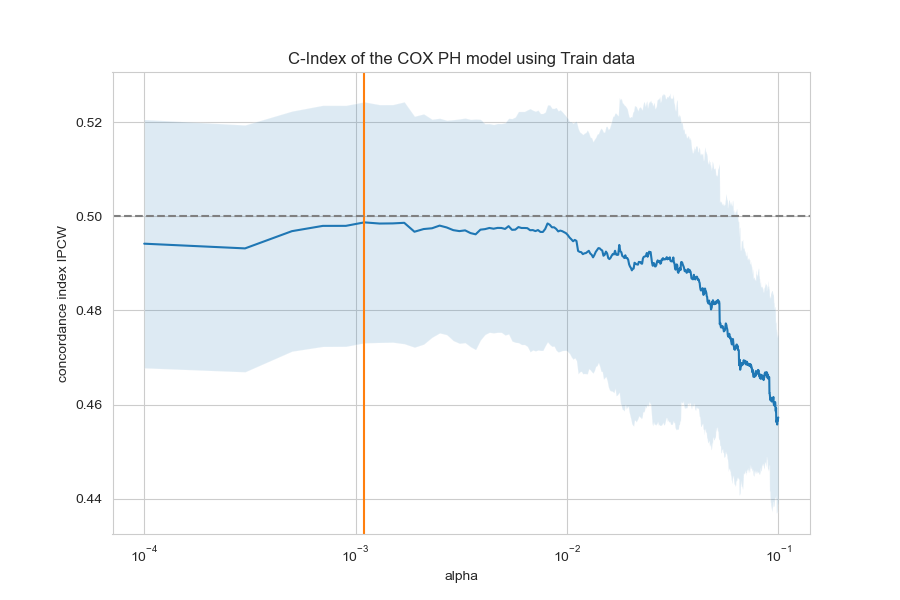 C-Index of the COX PH model using Train data
concordance index IPCW
0.52
0.50
0.48
0.46
0.44
10⁻⁴ 10⁻³ 10⁻² 10⁻¹
alpha